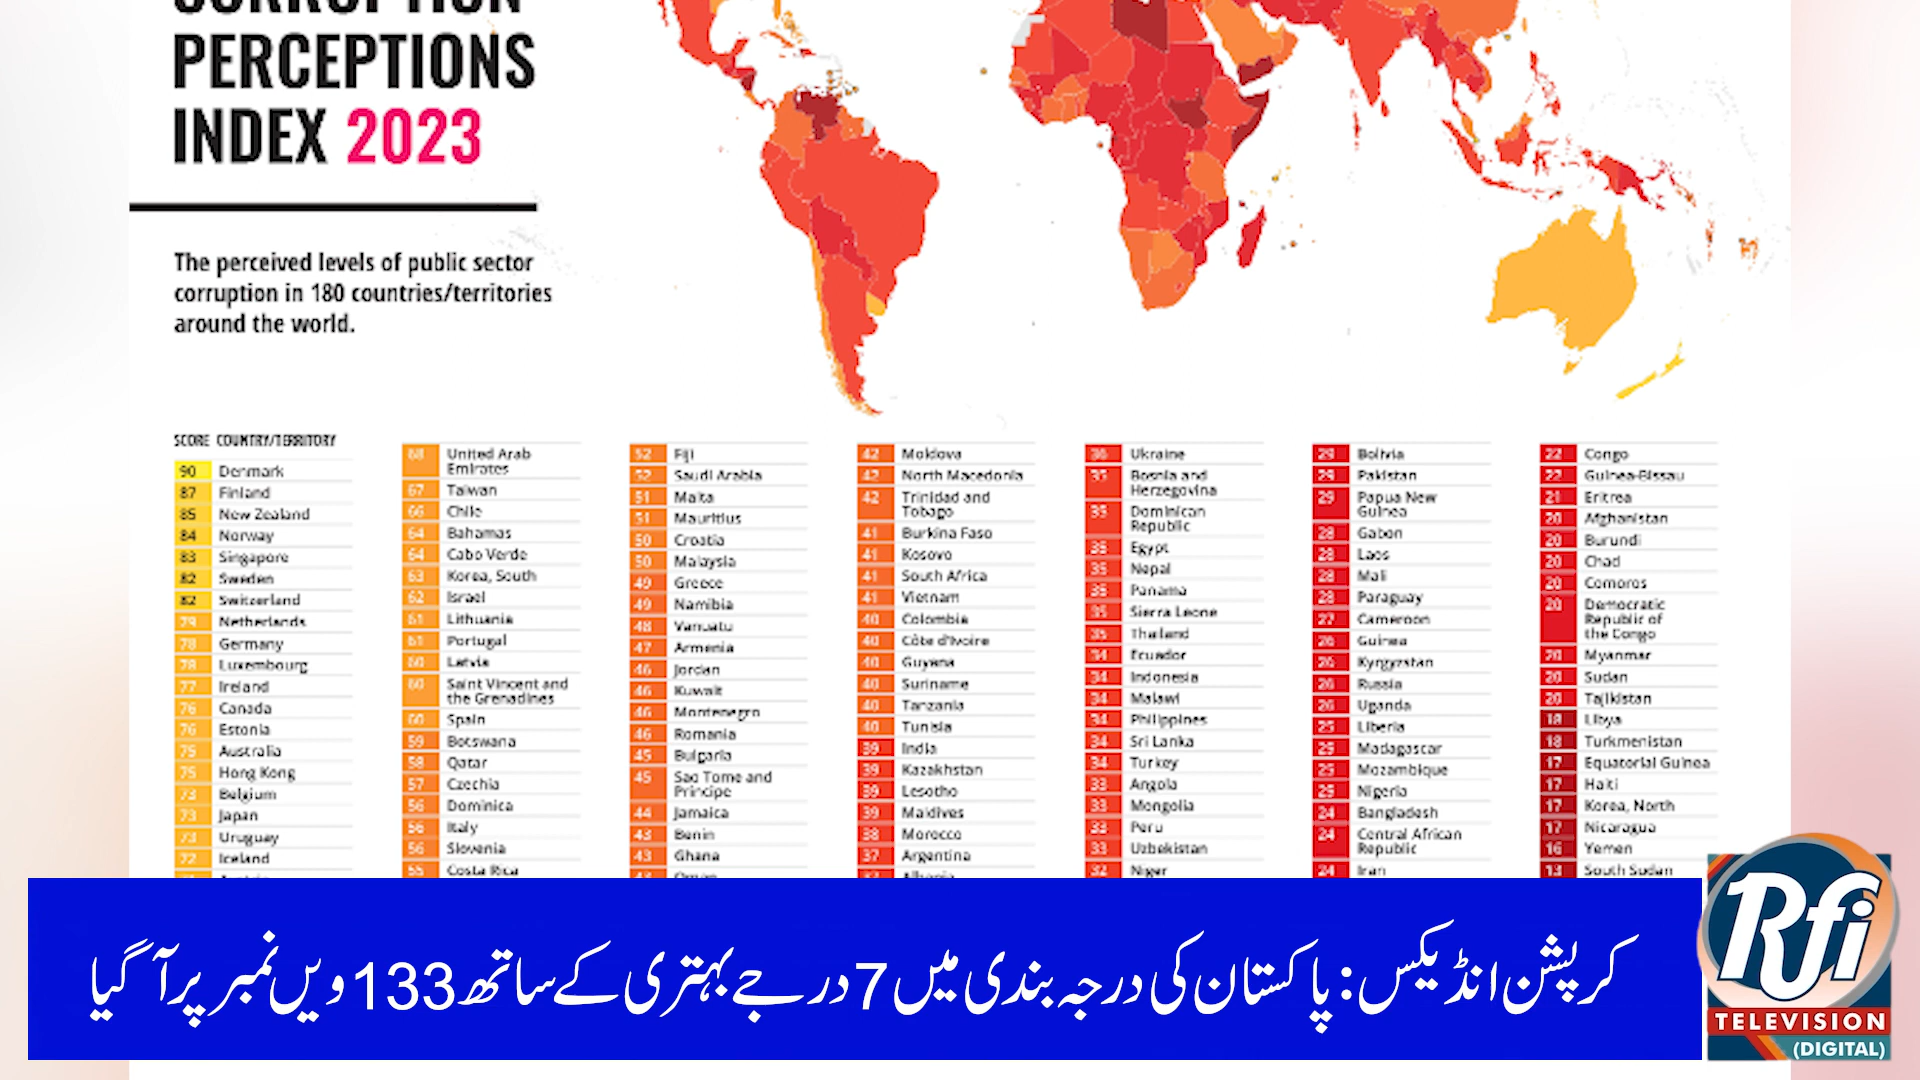 PERCEPTIONS
INDEX 2023
The perceived levels of public sector
corruption in 180 countries/territories
around the world.
SCORE COUNTRY/TERRITORY
90 Denmark
87 Finland
85 New Zealand
84 Norway
83 Singapore
82 Sweden
82 Switzerland
79 Netherlands
78 Germany
78 Luxembourg
77 Ireland
76 Canada
76 Estonia
75 Australia
75 Hong Kong
73 Belgium
73 Japan
73 Uruguay
72 Iceland
68 United Arab
Emirates
67 Taiwan
66 Chile
64 Bahamas
64 Cabo Verde
63 Korea, South
62 Israel
61 Lithuania
61 Portugal
60 Latvia
60 Saint Vincent and
the Grenadines
60 Spain
59 Botswana
58 Qatar
57 Czechia
56 Dominica
56 Italy
56 Slovenia
55 Costa Rica
52 Fiji
52 Saudi Arabia
51 Malta
51 Mauritius
50 Croatia
50 Malaysia
49 Greece
49 Namibia
48 Vanuatu
47 Armenia
46 Jordan
46 Kuwait
46 Montenegro
46 Romania
45 Bulgaria
45 Sao Tome and
Principe
44 Jamaica
43 Benin
43 Ghana
43 Oman
42 Moldova
42 North Macedonia
42 Trinidad and
Tobago
41 Burkina Faso
41 Kosovo
41 South Africa
41 Vietnam
40 Colombia
40 Côte d'Ivoire
40 Guyana
40 Suriname
40 Tanzania
40 Tunisia
39 India
39 Kazakhstan
39 Lesotho
39 Maldives
38 Morocco
37 Argentina
37 Albania
36 Ukraine
35 Bosnia and
Herzegovina
35 Dominican
Republic
35 Egypt
35 Nepal
35 Panama
35 Sierra Leone
35 Thailand
34 Ecuador
34 Indonesia
34 Malawi
34 Philippines
34 Sri Lanka
34 Turkey
33 Angola
33 Mongolia
33 Peru
33 Uzbekistan
32 Niger
29 Bolivia
29 Pakistan
29 Papua New
Guinea
28 Gabon
28 Laos
28 Mali
28 Paraguay
27 Cameroon
26 Guinea
26 Kyrgyzstan
26 Russia
26 Uganda
25 Liberia
25 Madagascar
25 Mozambique
25 Nigeria
24 Bangladesh
24 Central African
Republic
24 Iran
22 Congo
22 Guinea-Bissau
21 Eritrea
20 Afghanistan
20 Burundi
20 Chad
20 Comoros
20 Democratic
Republic of
the Congo
20 Myanmar
20 Sudan
20 Tajikistan
18 Libya
18 Turkmenistan
17 Equatorial Guinea
17 Haiti
17 Korea, North
17 Nicaragua
16 Yemen
13 South Sudan
کرپشن انڈیکس: پاکستان کی درجہ بندی میں 7 درجے بہتری کے ساتھ 133 ویں نمبر پر آ گیا
Rfi
TELEVISION
(DIGITAL)